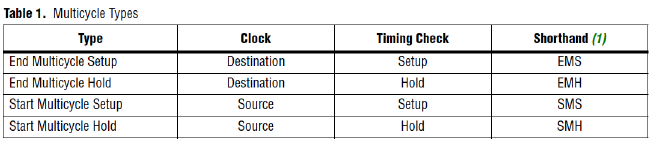 Table 1. Multicycle Types
Type Clock Timing Check Shorthand (1)
End Multicycle Setup Destination Setup EMS
End Multicycle Hold Destination Hold EMH
Start Multicycle Setup Source Setup SMS
Start Multicycle Hold Source Hold SMH